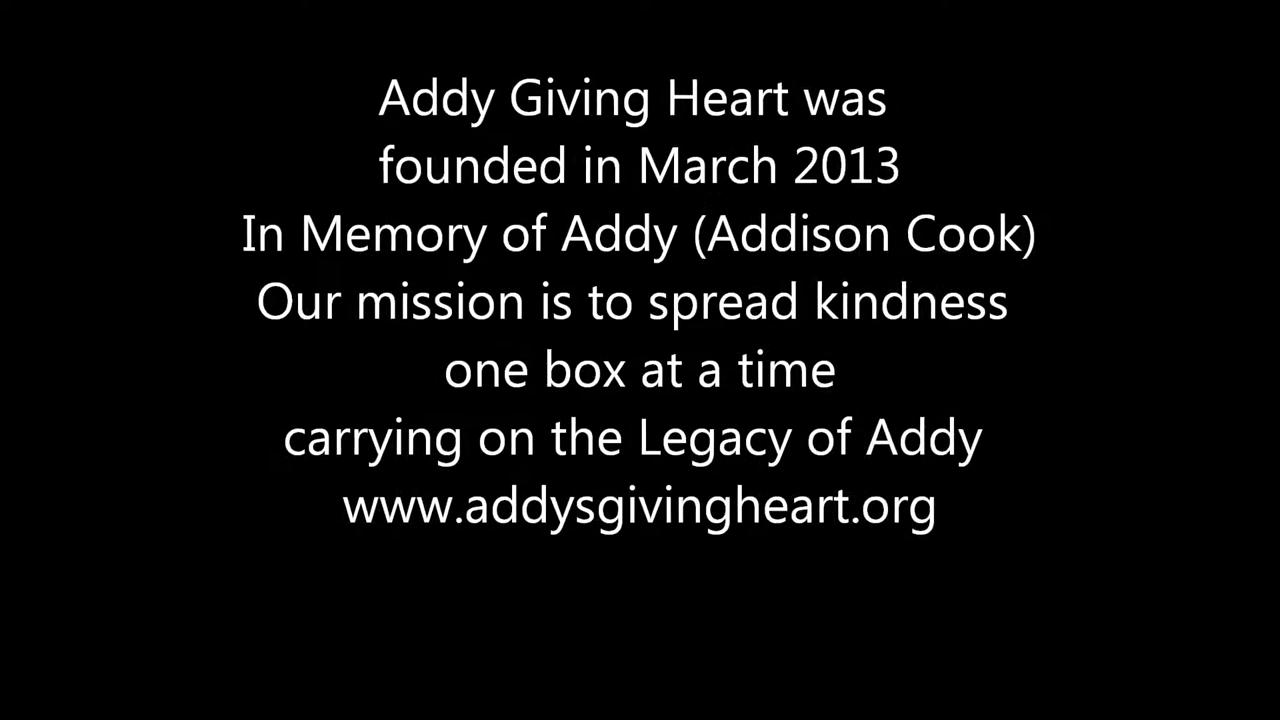 Addy Giving Heart was
founded in March 2013
In Memory of Addy (Addison Cook)
Our mission is to spread kindness
one box at a time
carrying on the Legacy of Addy
www.addysgivingheart.org